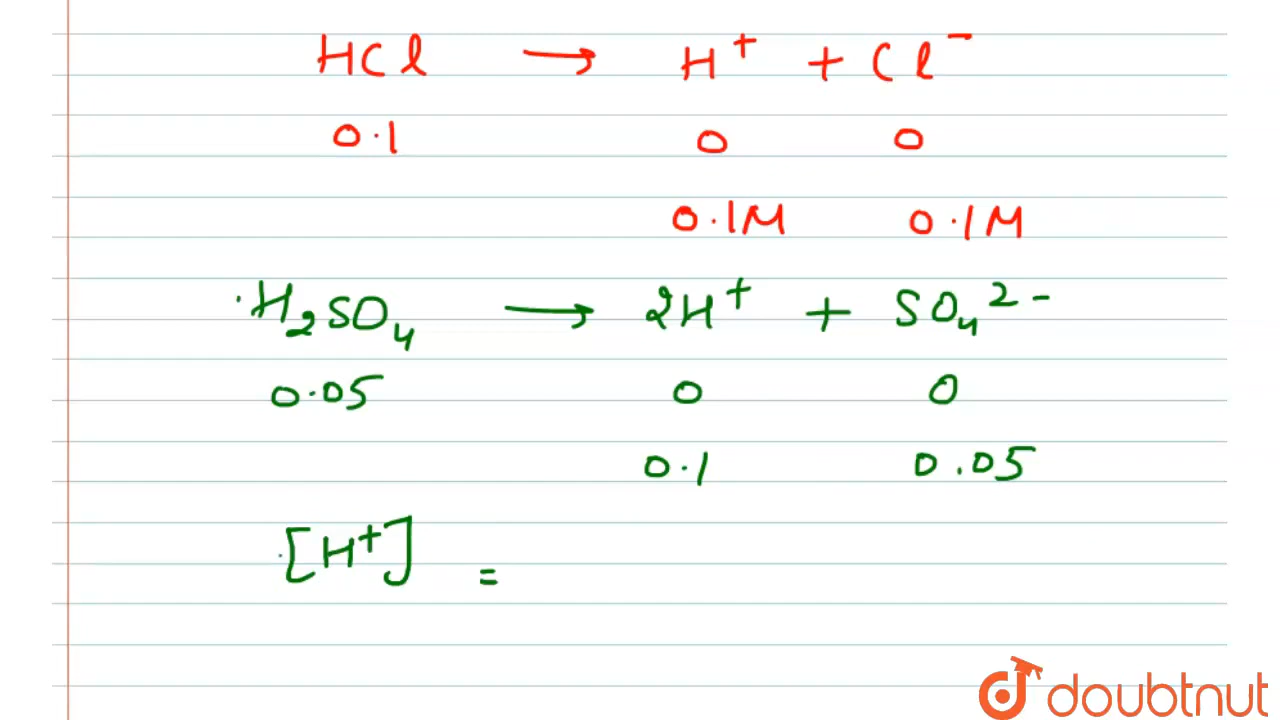 HCl → H⁺ + Cl⁻
0.1 0 0
0.1M 0.1M
H₂SO₄ → 2H⁺ + SO₄²⁻
0.05 0 0
0.1 0.05
[H⁺] =
doubtnut